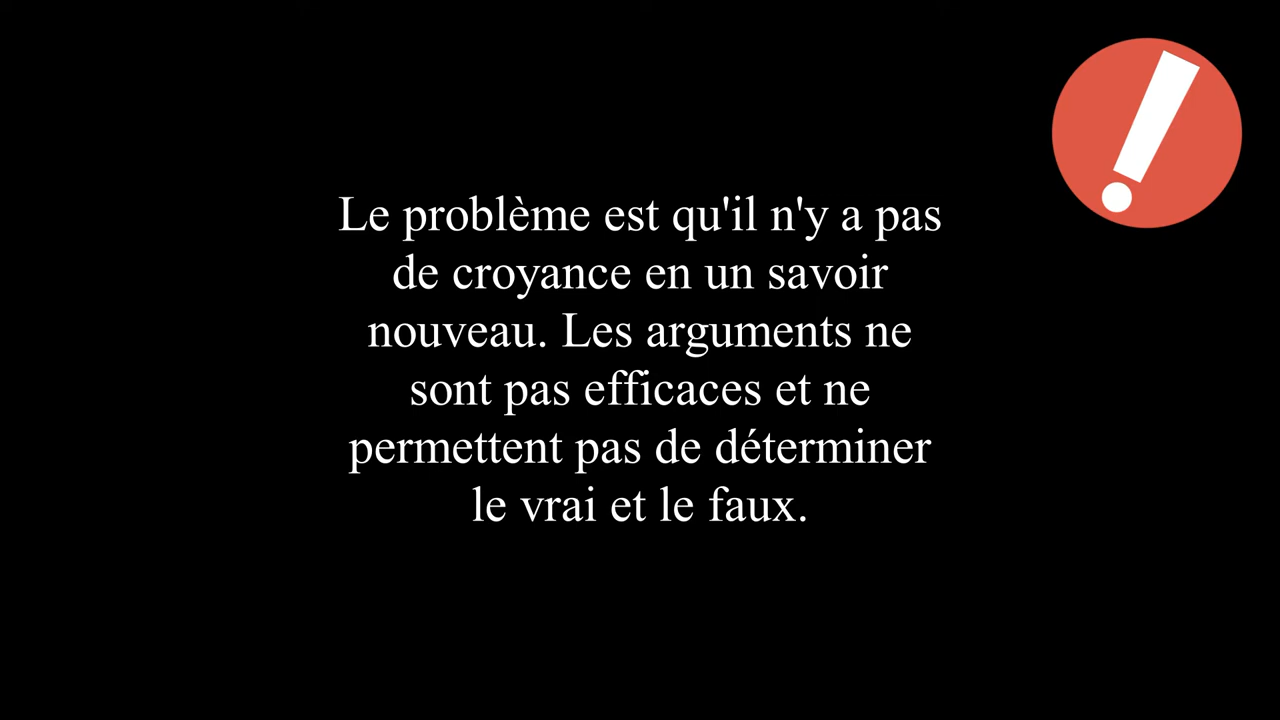 Le problème est qu'il n'y a pas
de croyance en un savoir
nouveau. Les arguments ne
sont pas efficaces et ne
permettent pas de déterminer
le vrai et le faux.